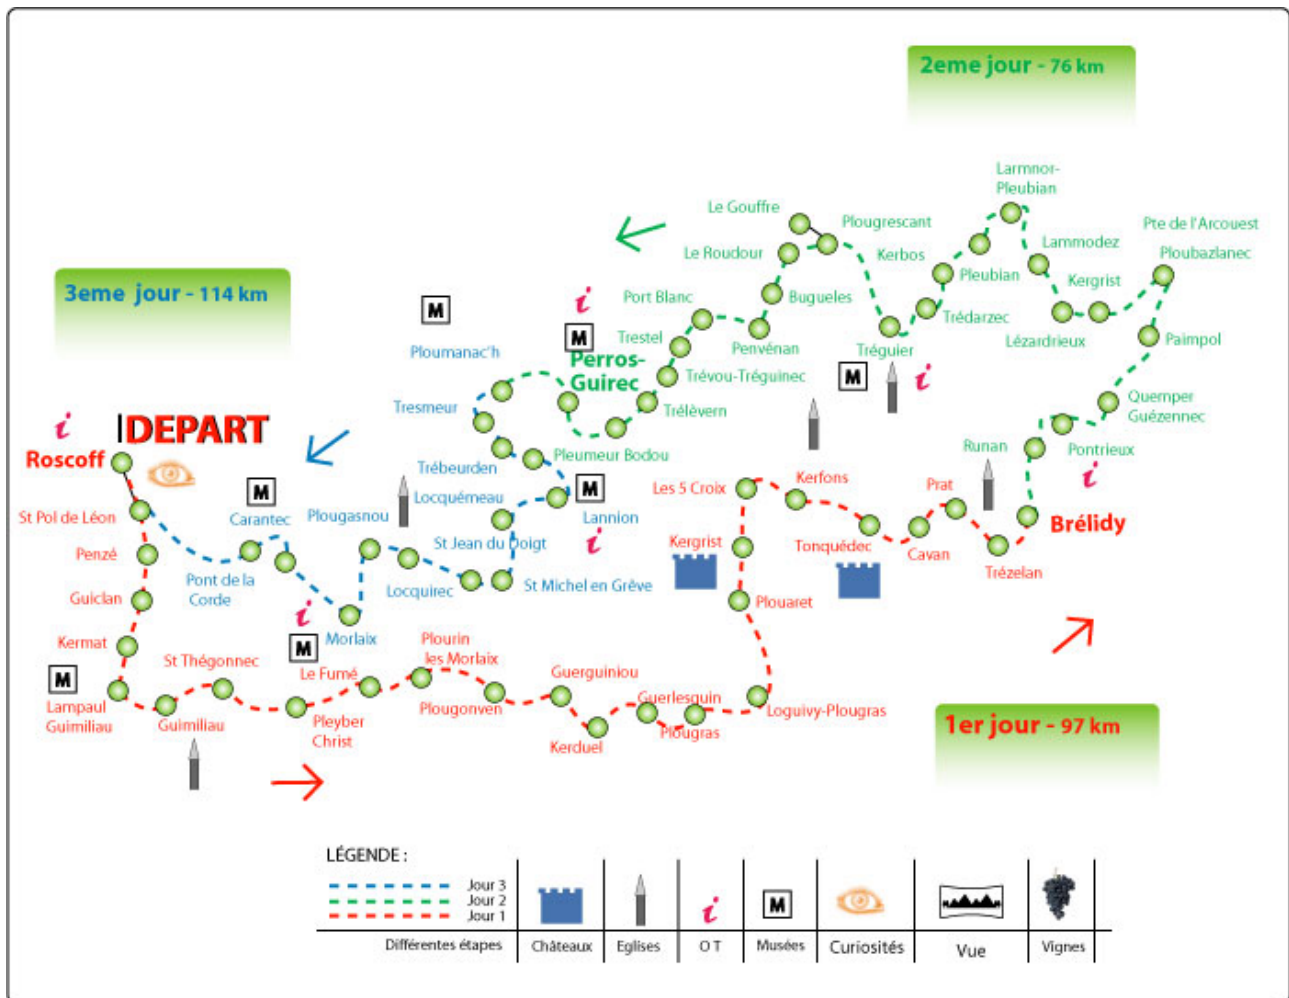 2eme jour - 76 km
Larmnor-
Pleubian
Le Gouffre
Plougrescant
Pte de l'Arcouest
Le Roudour
Kerbos
Lammodez
Ploubazlanec
Pleubian
Kergrist
3eme jour - 114 km
Port Blanc
Bugueles
Trédarzec
Ploumanac'h
Trestel
Penvénan
Tréguier
Lézardrieux
Paimpol
Perros-
Guirec
Trévou-Tréguinec
Tresmeur
Trélèvern
Quemper
Guézennec
DEPART
Roscoff
Trébeurden
Pleumeur Bodou
Runan
Pontrieux
Locquémeau
Les 5 Croix
Kerfons
Prat
St Pol de Léon
Carantec
Plougasnou
Lannion
Brélidy
Penzé
St Jean du Doigt
Kergrist
Tonquédec
Cavan
Trézelan
Pont de la
Corde
Locquirec
St Michel en Grêve
Guiclan
Plouaret
Kermat
Morlaix
St Thégonnec
Le Fumé
Plourin
les Morlaix
Guerguiniou
Lampaul
Guimiliau
Guimiliau
Pleyber
Christ
Plougonven
Guerlesguin
Loguivy-Plougras
Kerduel
Plougras
1er jour - 97 km
M
M
M
M
M
M
M
LÉGENDE :
Jour 3
Jour 2
Jour 1
M
Différentes étapes
Châteaux
Eglises
O T
Musées
Curiosités
Vue
Vignes